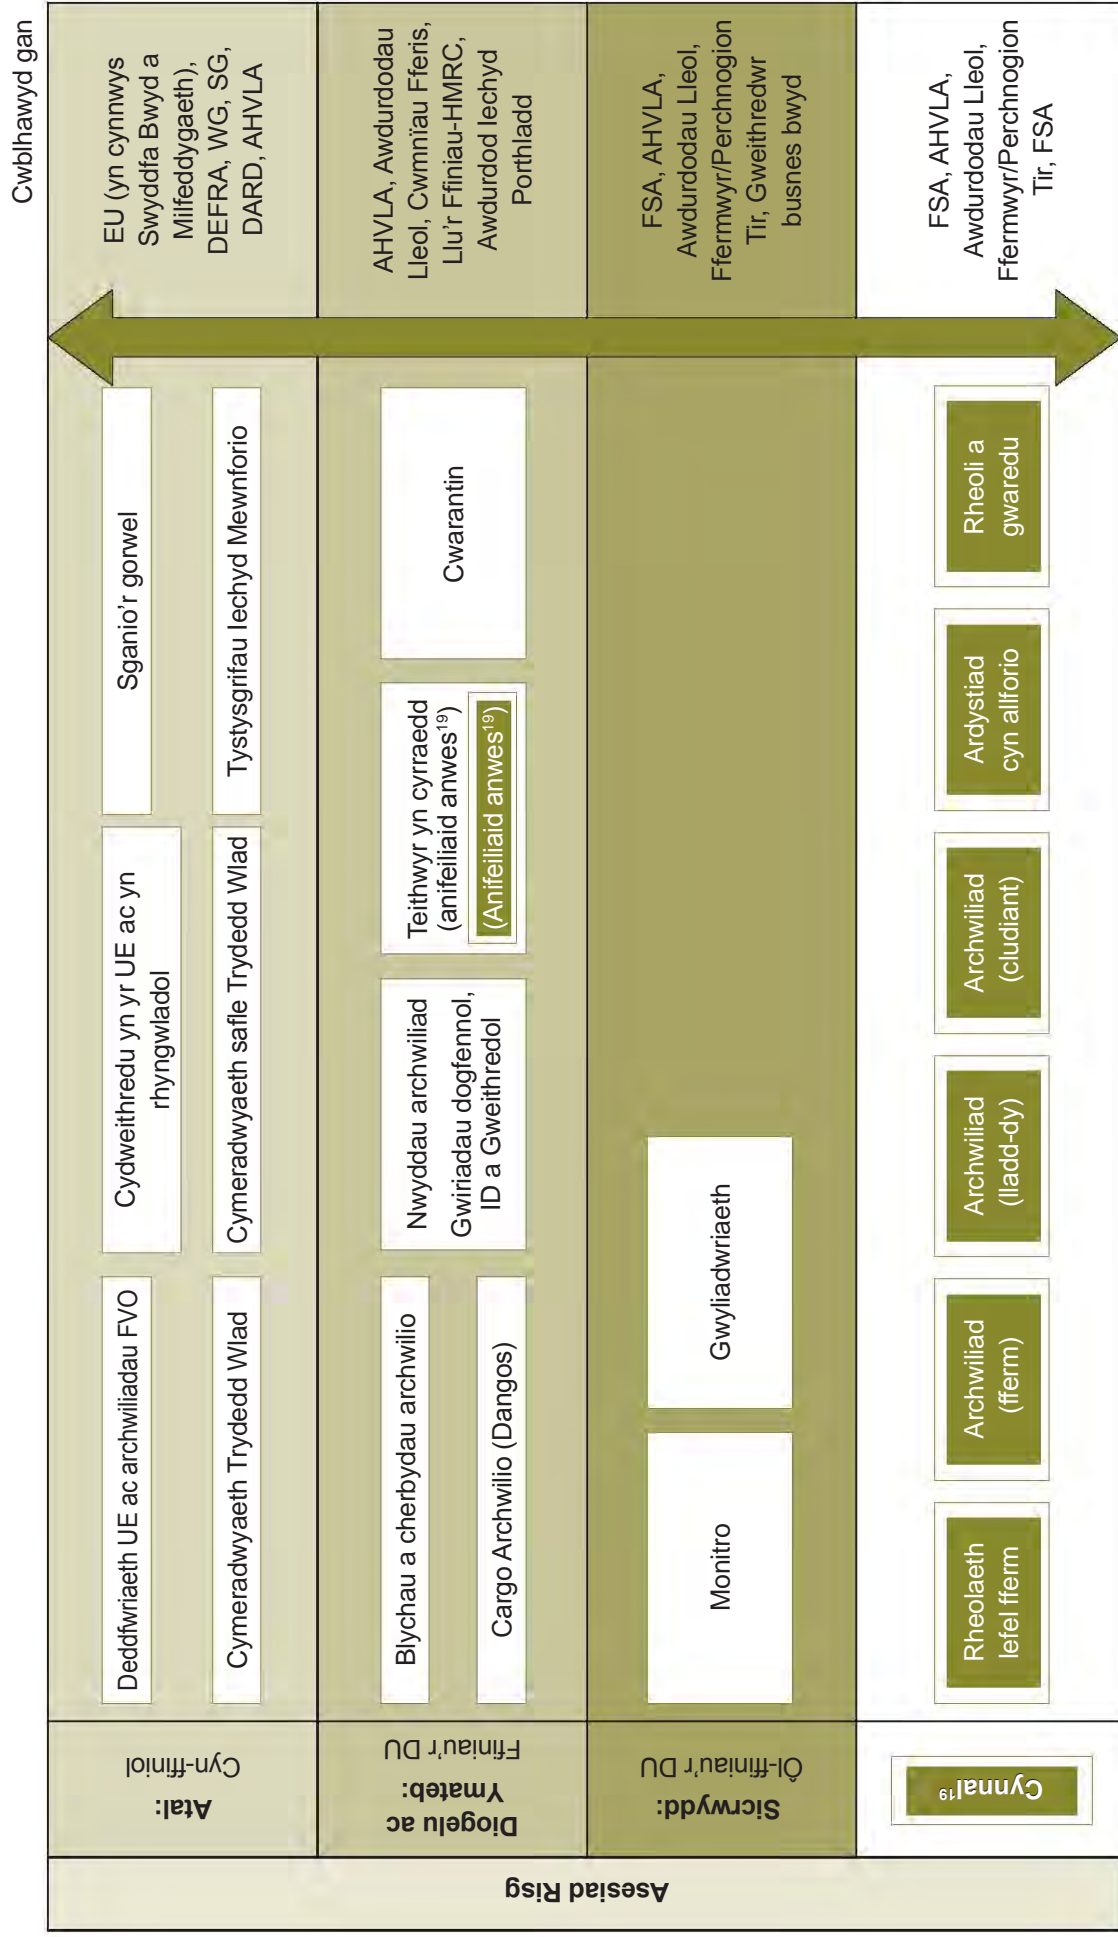 Cwblhawyd gan
Asesiad Risg
Atal:
Cyn-ffiniol
Deddfwriaeth UE ac archwiliadau FVO
Cydweithredu yn yr UE ac yn
rhyngwladol
Sganio’r gorwel
Cymeradwyaeth Trydedd Wlad
Cymeradwyaeth safle Trydedd Wlad
Tystysgrifau Iechyd Mewnforio
EU (yn cynnwys
Swyddfa Bwyd a
Milfeddygaeth),
DEFRA, WG, SG,
DARD, AHVLA
Diogelu ac
Ymateb:
Ffiniau'r DU
Blychau a cherbydau archwilio
Cargo Archwilio (Dangos)
Nwyddau archwiliad
Gwiriadau dogfennol,
ID a Gweithredol
Teithwyr yn cyrraedd
(anifeiliaid anwes¹⁹)
(Anifeiliaid anwes¹⁹)
Cwarantin
AHVLA, Awdurdodau
Lleol, Cwmnïau Fferis,
Llu’r Ffiniau-HMRC,
Awdurdod Iechyd
Porthladd
Sicrwydd:
Ôl-ffiniau'r DU
Monitro
Gwyliadwriaeth
FSA, AHVLA,
Awdurdodau Lleol,
Ffermwyr/Perchnogion
Tir, Gweithredwr
busnes bwyd
Cynnal¹⁹
Rheolaeth
lefel fferm
Archwiliad
(fferm)
Archwiliad
(lladd-dy)
Archwiliad
(cludiant)
Ardystiad
cyn allforio
Rheoli a
gwaredu
FSA, AHVLA,
Awdurdodau Lleol,
Ffermwyr/Perchnogion
Tir, FSA